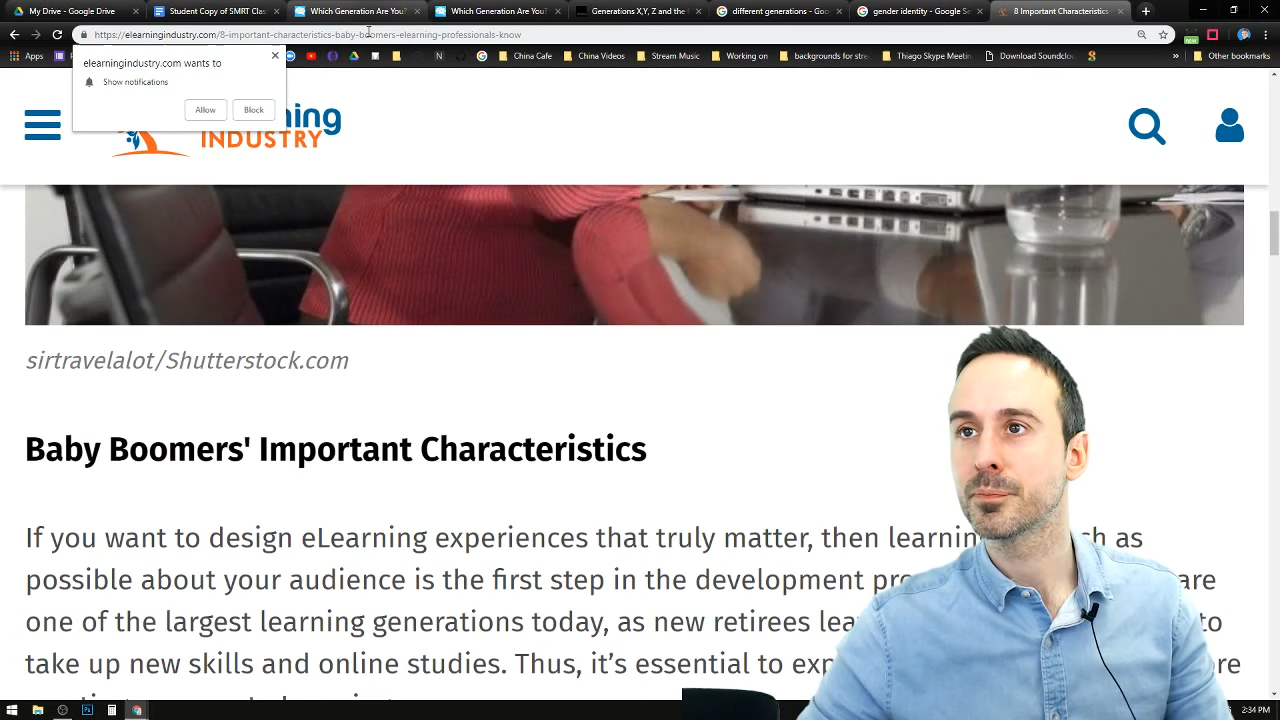 My Drive - Google Drive
Student Copy of SMRT Clas
Which Generation Are You?
Which Generation Are You?
Generations X,Y, Z and the
different generations - Goo
gender identity - Google Se
8 Important Characteristics
https://elearningindustry.com/8-important-characteristics-baby-boomers-elearning-professionals-know
new
Apps
China Cafe
China Videos
Stream Music
Working on
backgrounds for stre
Thiago Skype Meetin
Download Soundclou
»
Other bookmarks
elearningindustry.com wants to
Show notifications
Allow
Block
ning
INDUSTRY
sirtravelalot/Shutterstock.com
Baby Boomers' Important Characteristics
If you want to design eLearning experiences that truly matter, then learnin ch as
possible about your audience is the first step in the development pro are
one of the largest learning generations today, as new retirees lea to
take up new skills and online studies. Thus, it's essential to exp re
2:34 PM